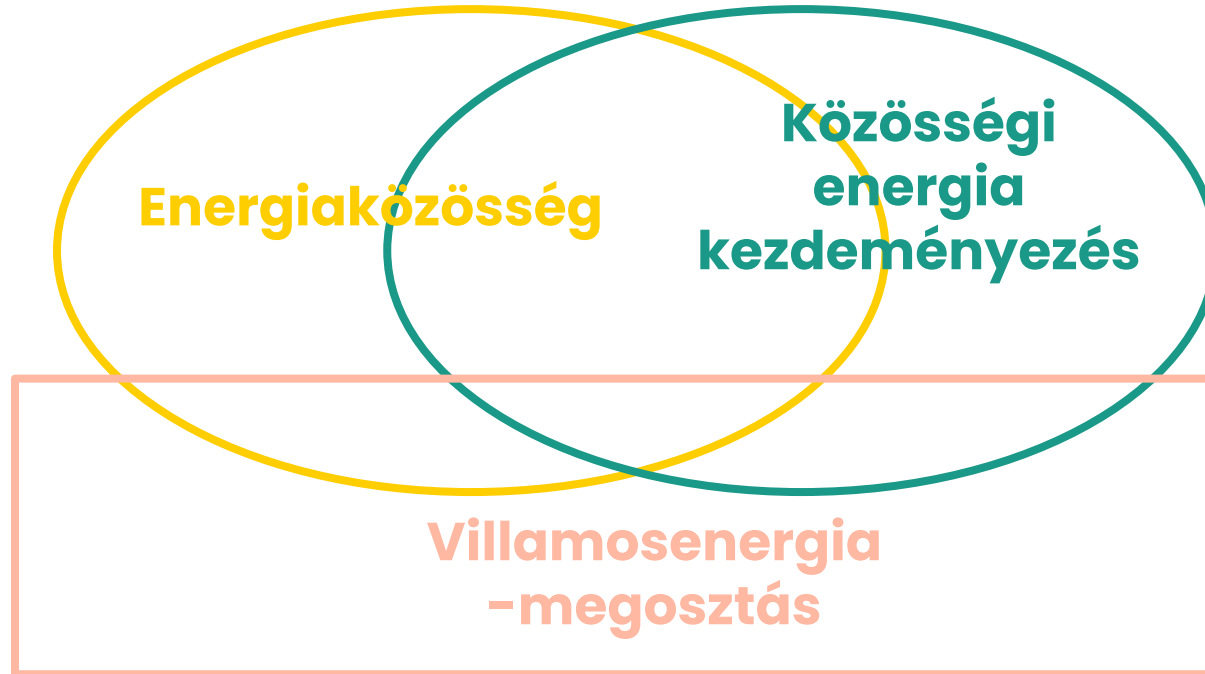 Energiaközösség
Közösségi
energia
kezdeményezés
Villamosenergia
-megosztás